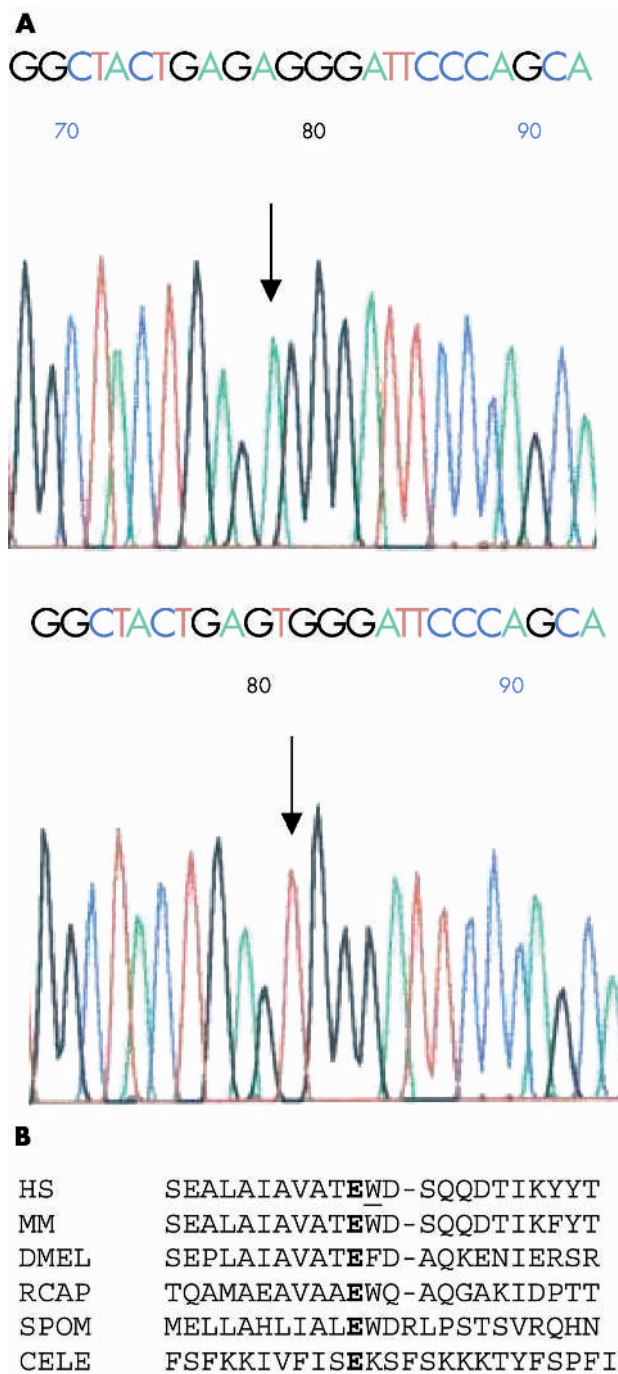 A
GGCTACTGAGAGGGATTCCCAGCA
70 80 90
GGCTACTGAGTGGGATTCCCAGCA
80 90
B
HS SEALAIAVATEWD-SQQDTIKYYT
MM SEALAIAVATEWD-SQQDTIKFYT
DMEL SEPLAIAVATEFD-AQKENIERSR
RCAP TQAMAEAVAAEWQ-AQGAKIDPTT
SPOM MELLAHLIALEWDRLPSTSVRQHN
CELE FSFKKIVFISEKSFSKKKTYFSPFI